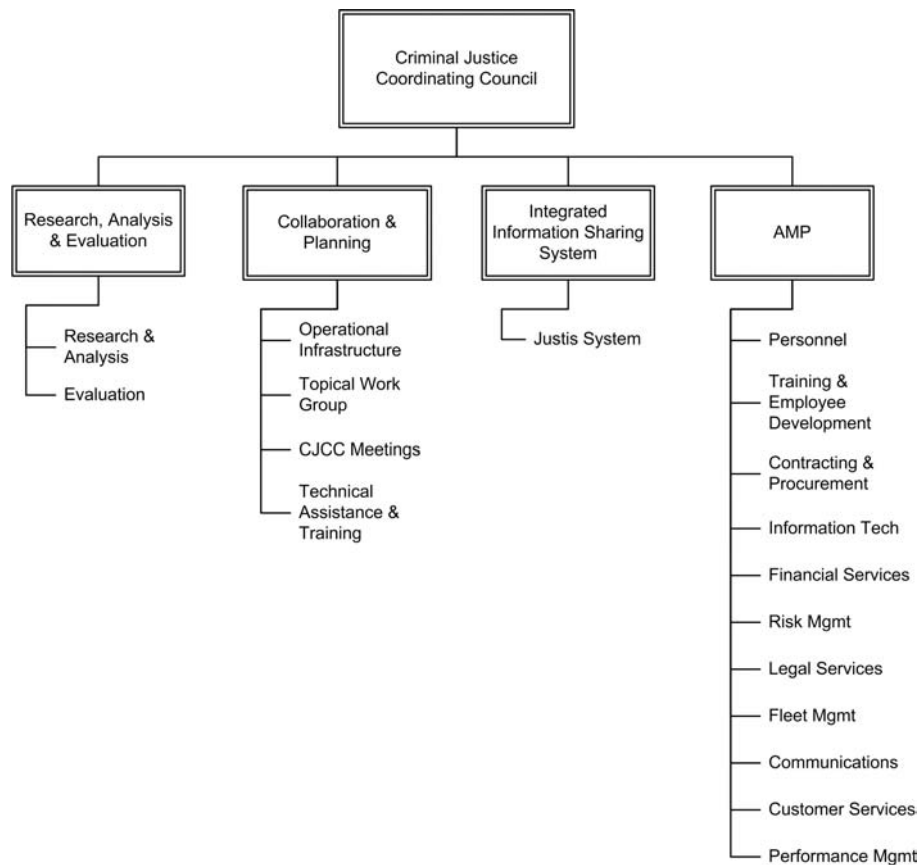 Criminal Justice
Coordinating Council
Research, Analysis
& Evaluation
Collaboration &
Planning
Integrated
Information Sharing
System
AMP
Research &
Analysis
Evaluation
Operational
Infrastructure
Topical Work
Group
CJCC Meetings
Technical
Assistance &
Training
Justis System
Personnel
Training &
Employee
Development
Contracting &
Procurement
Information Tech
Financial Services
Risk Mgmt
Legal Services
Fleet Mgmt
Communications
Customer Services
Performance Mgmt